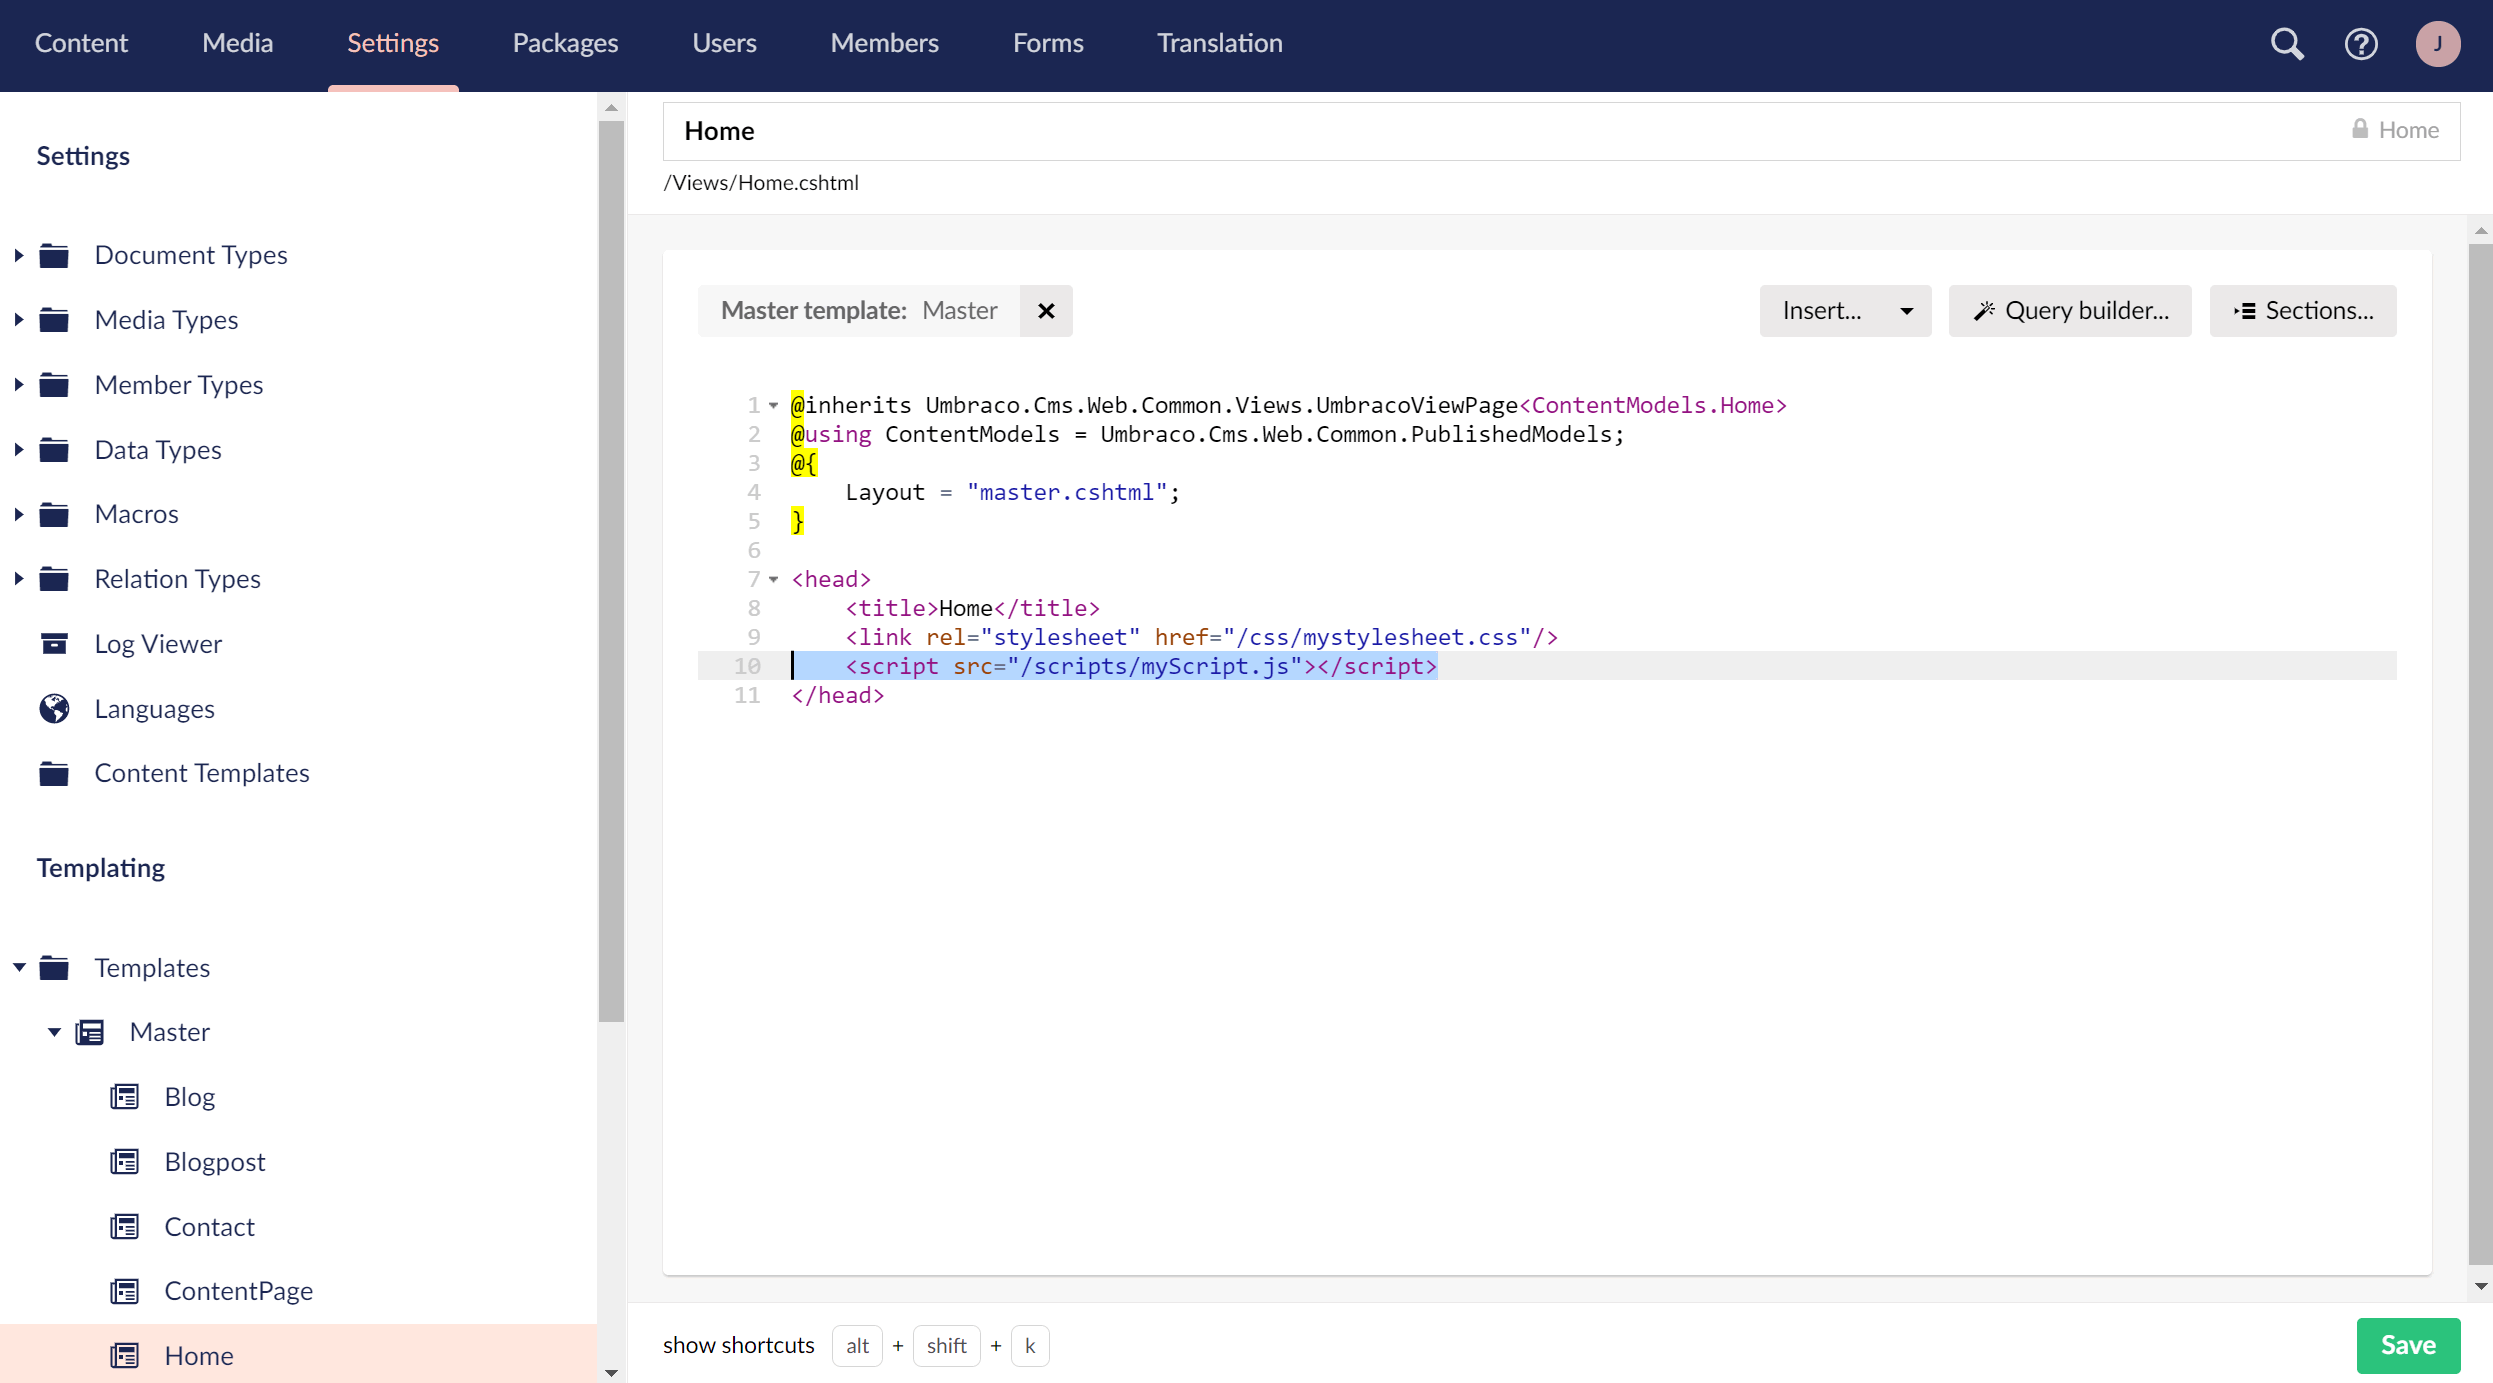 Content Media Settings Packages Users Members Forms Translation J
Settings
Document Types
Media Types
Member Types
Data Types
Macros
Relation Types
Log Viewer
Languages
Content Templates
Templating
Templates
Master
Blog
Blogpost
Contact
ContentPage
Home
Home Home
/Views/Home.cshtml
Master template: Master Insert... Query builder... Sections...
1 @inherits Umbraco.Cms.Web.Common.Views.UmbracoViewPage<ContentModels.Home>
2 @using ContentModels = Umbraco.Cms.Web.Common.PublishedModels;
3 @{
4     Layout = "master.cshtml";
5 }
6
7 <head>
8     <title>Home</title>
9     <link rel="stylesheet" href="/css/mystylesheet.css"/>
10     <script src="/scripts/myScript.js"></script>
11 </head>
show shortcuts alt + shift + k Save